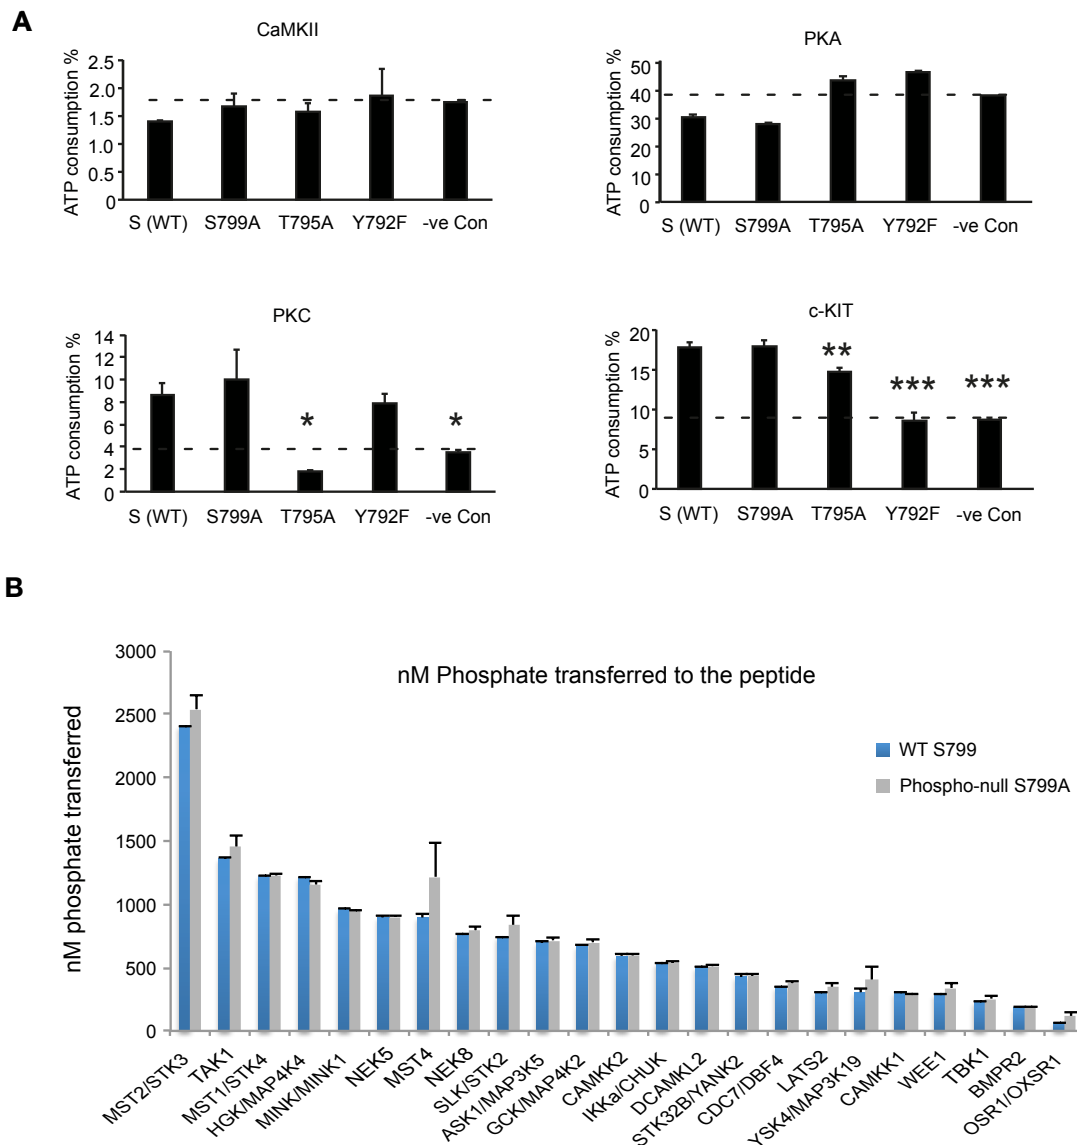 A
CaMKII
ATP consumption %
2.5
2.0
1.5
1.0
0.5
0
S (WT) S799A T795A Y792F -ve Con
PKA
ATP consumption %
50
40
30
20
10
0
S (WT) S799A T795A Y792F -ve Con
PKC
ATP consumption %
14
12
10
8
6
4
2
0
* *
S (WT) S799A T795A Y792F -ve Con
c-KIT
ATP consumption %
20
15
10
5
0
** *** ***
S (WT) S799A T795A Y792F -ve Con
B
nM Phosphate transferred to the peptide
nM phosphate transferred
3000
2500
2000
1500
1000
500
0
WT S799
Phospho-null S799A
MST2/STK3
TAK1
MST1/STK4
HGK/MAP4K4
MINK/MINK1
NEK5
MST4
NEK8
SLK/STK2
ASK1/MAP3K5
GCK/MAP4K2
CAMKK2
IKKa/CHUK
DCAMKL2
STK32B/YANK2
CDC7/DBF4
LATS2
YSK4/MAP3K19
CAMKK1
WEE1
TBK1
BMPR2
OSR1/OXSR1